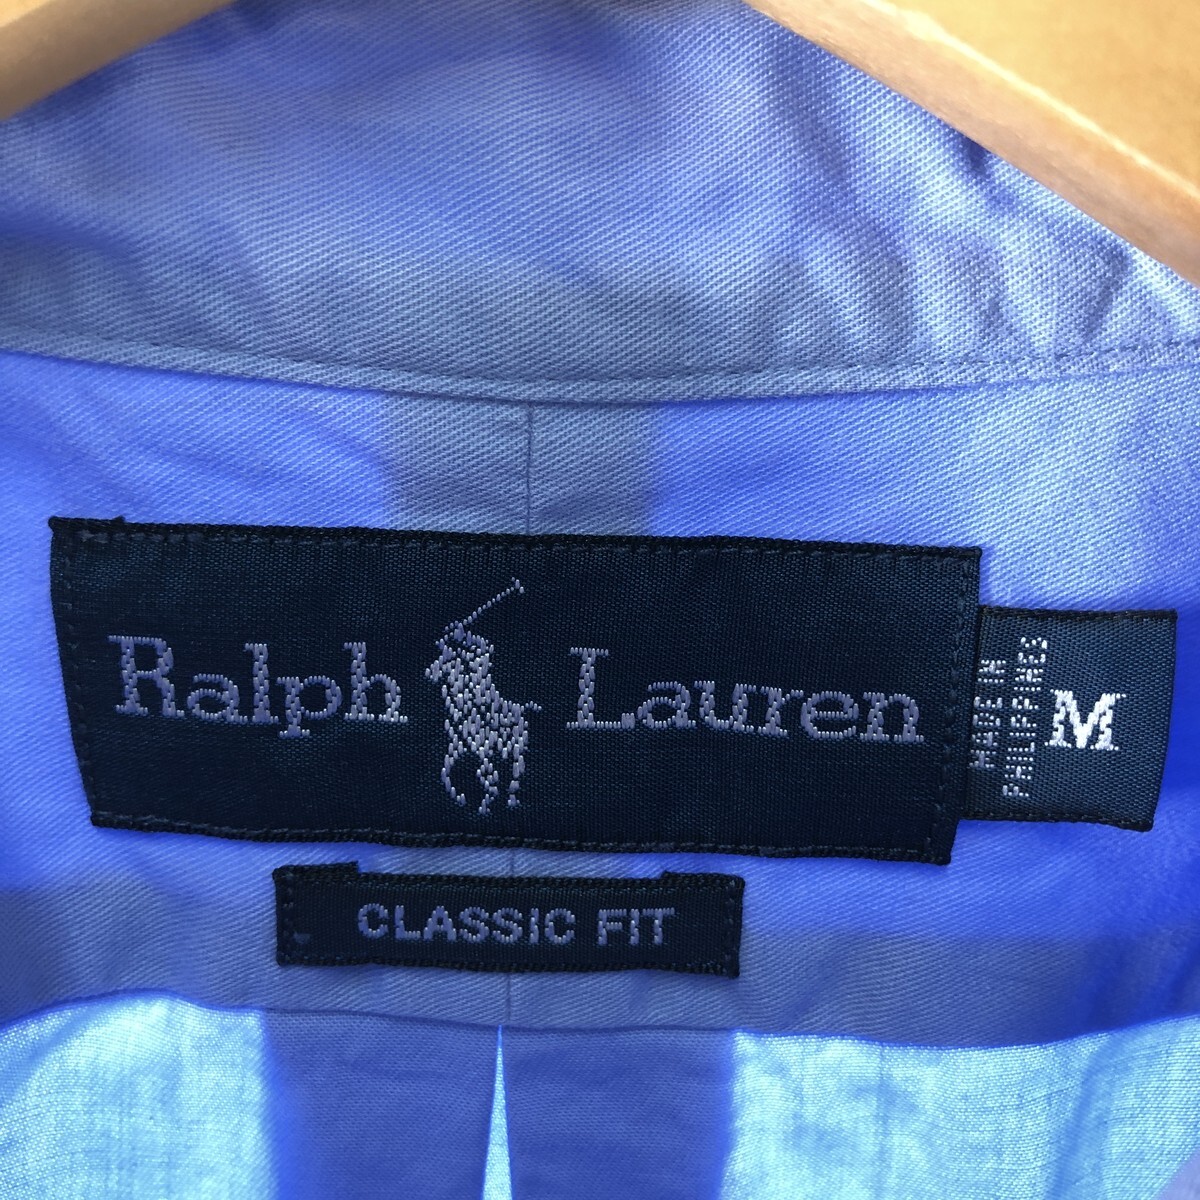 Ralph Lauren
MADE IN
PHILIPPINES
M
CLASSIC FIT